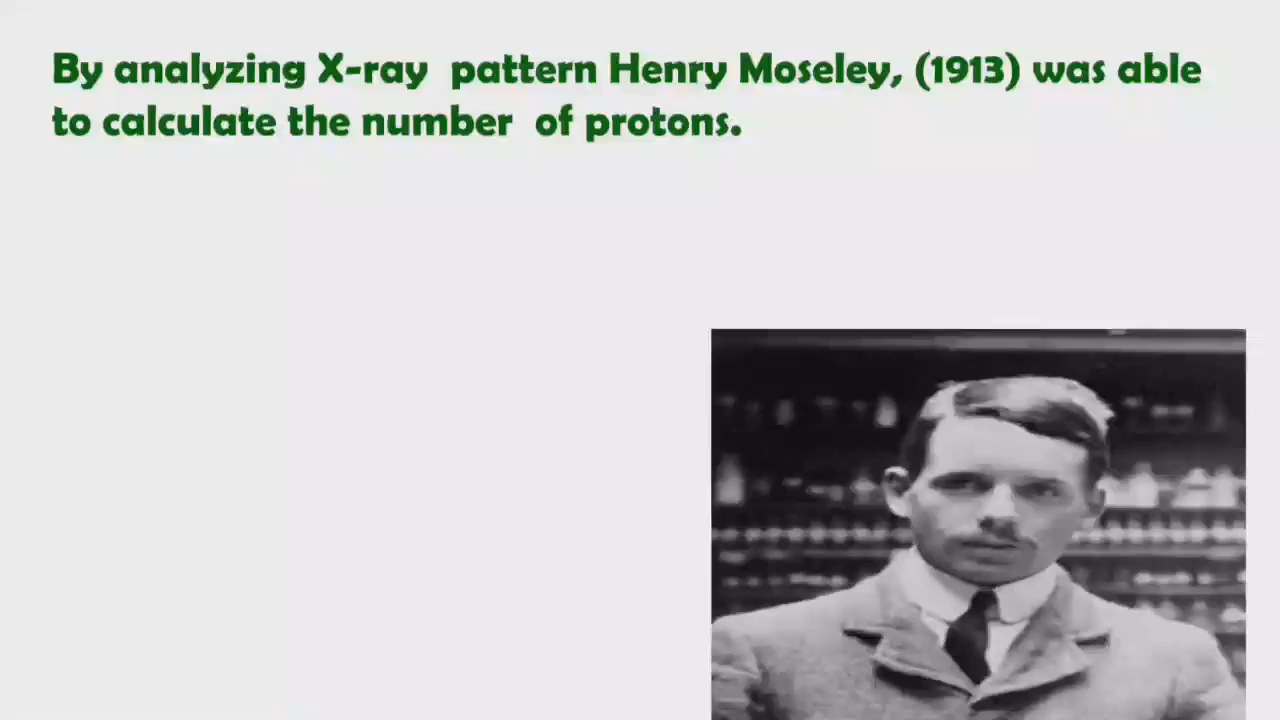 By analyzing X-ray pattern Henry Moseley, (1913) was able
to calculate the number of protons.